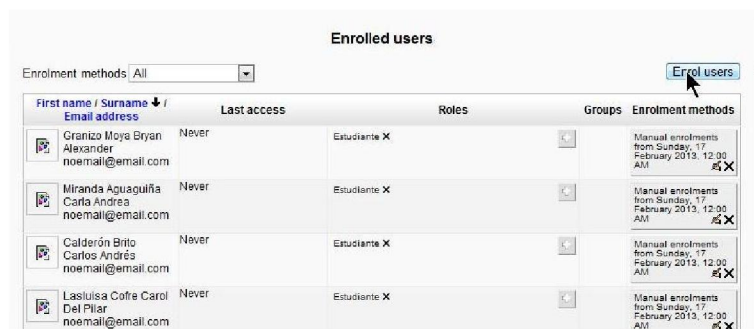 Enrolled users
Enrolment methods All
Enrol users
First name / Surname / Email address Last access Roles Groups Enrolment methods
Granizo Moya Bryan Alexander
noemail@email.com
Never
Estudiante
Manual enrolments
from Sunday, 17
February 2013, 12:00
AM
Miranda Aguaguiña
Carla Andrea
noemail@email.com
Never
Estudiante
Manual enrolments
from Sunday, 17
February 2013, 12:00
AM
Calderón Brito
Carlos Andrés
noemail@email.com
Never
Estudiante
Manual enrolments
from Sunday, 17
February 2013, 12:00
AM
Lasluisa Cofre Carol
Del Pilar
noemail@email.com
Never
Estudiante
Manual enrolments
from Sunday, 17
February 2013, 12:00
AM